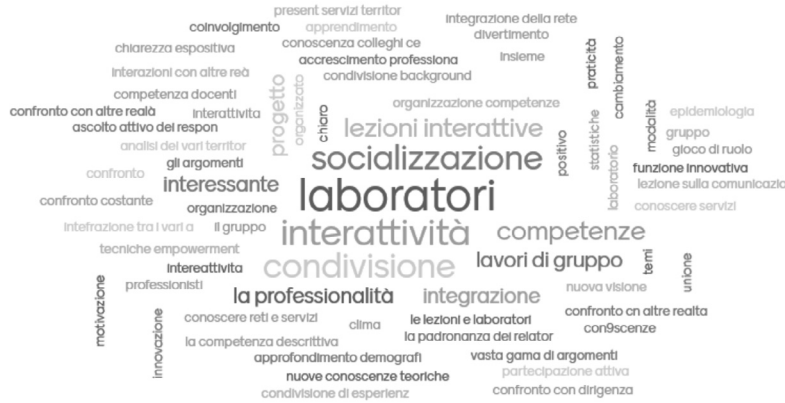 present servizi territor
coinvolgimento
apprendimento
integrazione della rete
divertimento
chiarezza espositiva
conoscenza colleghi ce
accrescimento professiona
insieme
praticità
cambiamento
interazioni con altre reà
condivisione background
competenza docenti
progetto
organizzato
organizzazione competenze
confronto con altre realà
interattivita
chiaro
modalità
epidemiologia
ascolto attivo dei respon
lezioni interattive
statistiche
gruppo
analisi dei vari territor
positivo
gioco di ruolo
gli argomenti
socializzazione
laboratorio
funzione innovativa
confronto
interessante
laboratori
lezione sulla comunicazio
confronto costante
organizzazione
conoscere servizi
intefrazione tra i vari a
il gruppo
interattività
competenze
tecniche empowerment
intereattivita
condivisione
lavori di gruppo
temi
unione
motivazione
professionisti
la professionalità
integrazione
nuova visione
innovazione
conoscere reti e servizi
clima
le lezioni e laboratori
confronto cn altre realta
la competenza descrittiva
la padronanza dei relator
con9scenze
approfondimento demografi
vasta gama di argomenti
nuove conoscenze teoriche
partecipazione attiva
condivisione di esperienz
confronto con dirigenza